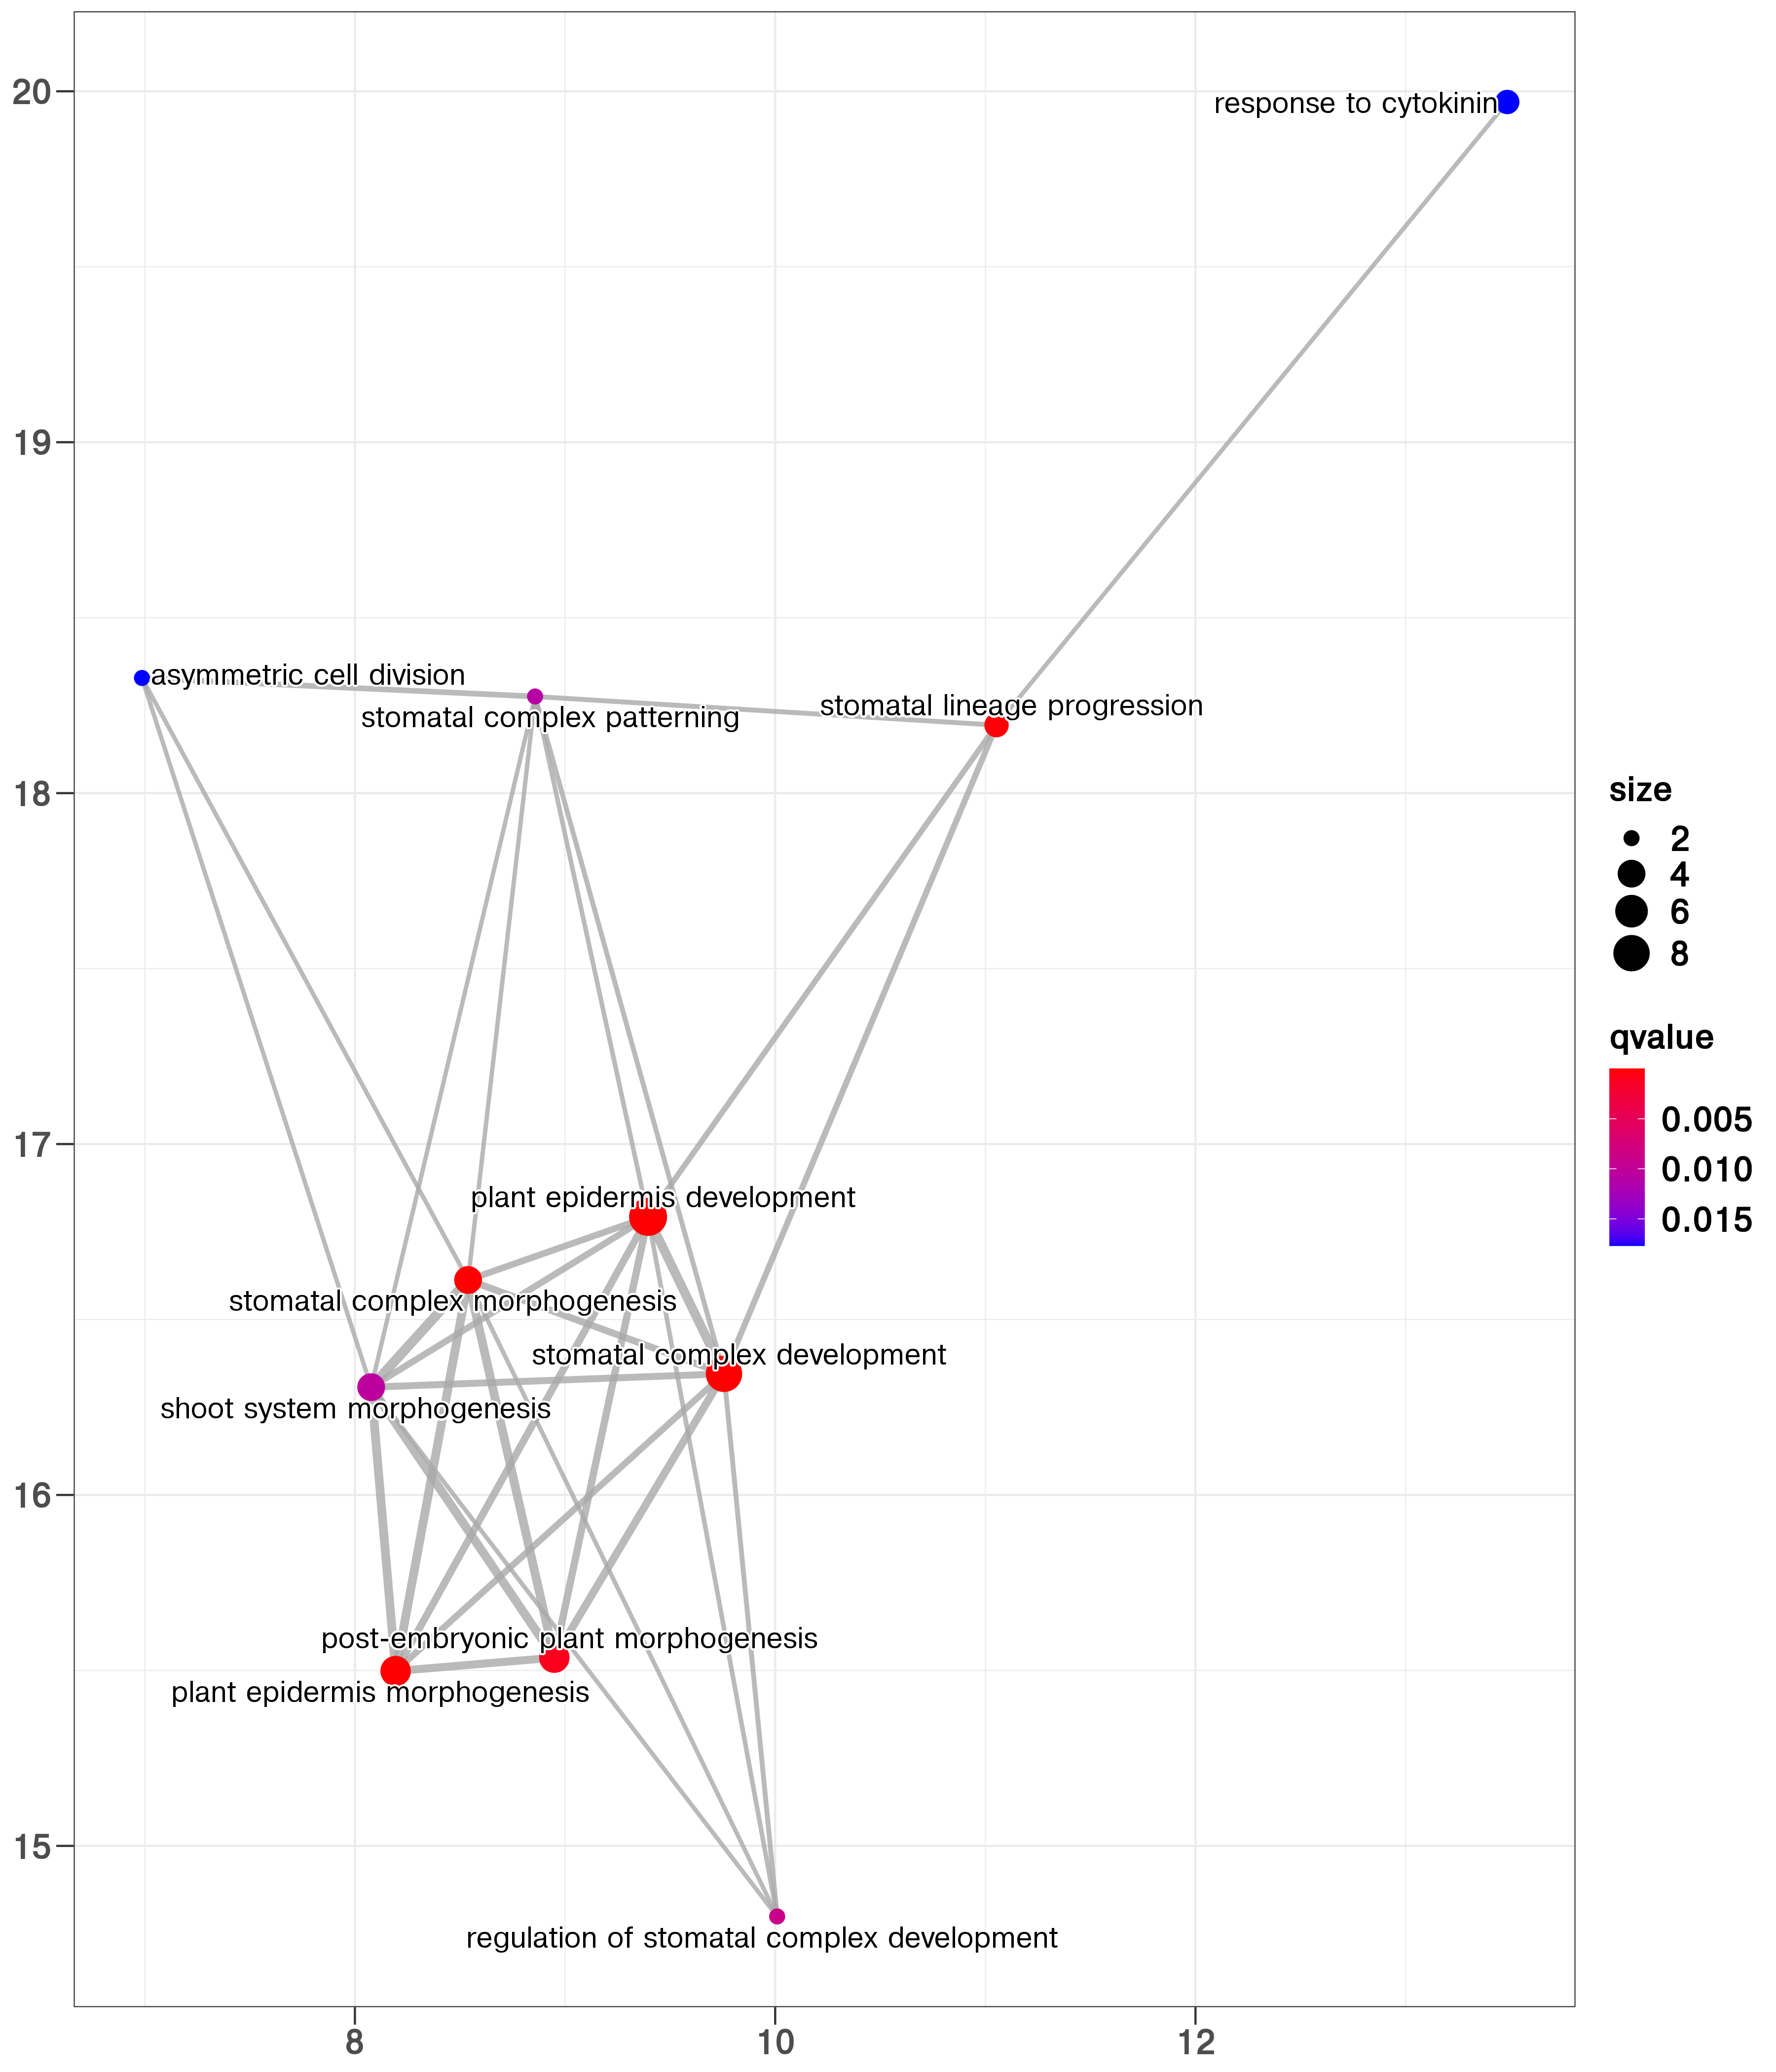 20
response to cytokinin
19
asymmetric cell division
stomatal complex patterning
stomatal lineage progression
18
17
plant epidermis development
stomatal complex morphogenesis
stomatal complex development
shoot system morphogenesis
16
post-embryonic plant morphogenesis
plant epidermis morphogenesis
15
regulation of stomatal complex development
8
10
12
size
2
4
6
8
qvalue
0.005
0.010
0.015